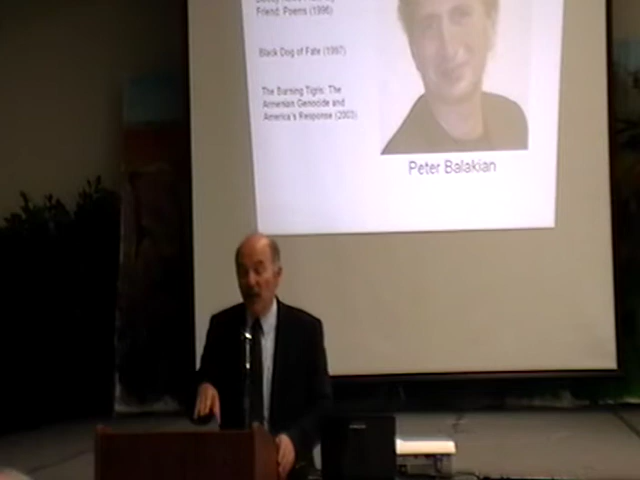 Friend: Poems (1996)
Black Dog of Fate (1997)
The Burning Tigris: The
Armenian Genocide and
America's Response (2003)
Peter Balakian